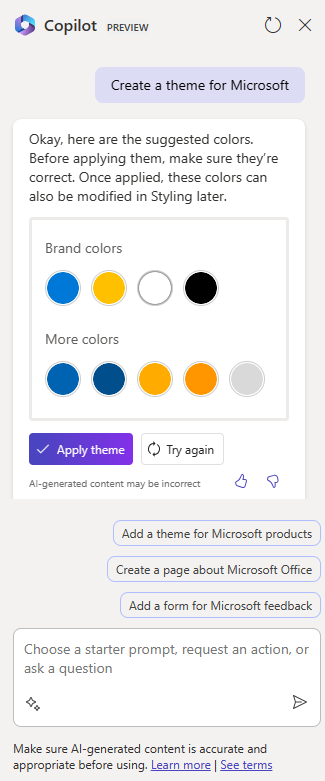 Copilot PREVIEW
Create a theme for Microsoft
Okay, here are the suggested colors.
Before applying them, make sure they're
correct. Once applied, these colors can
also be modified in Styling later.
Brand colors
More colors
Apply theme
Try again
AI-generated content may be incorrect
Add a theme for Microsoft products
Create a page about Microsoft Office
Add a form for Microsoft feedback
Choose a starter prompt, request an action, or
ask a question
Make sure AI-generated content is accurate and
appropriate before using. Learn more | See terms